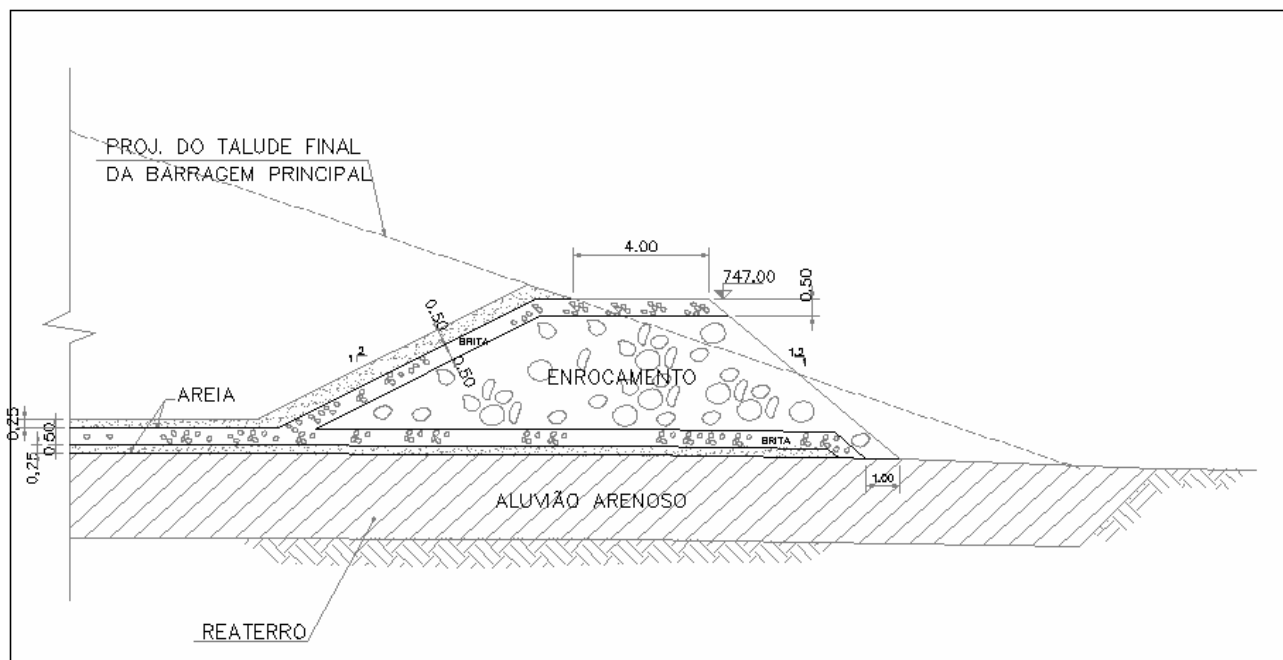 PROJ. DO TALUDE FINAL
DA BARRAGEM PRINCIPAL
4.00
747.00
0,50
0.50
BRITA
0.50
1 2
1.2
1
ENROCAMENTO
AREIA
0,25
0.50
0,25
BRITA
1.00
ALUVIÃO ARENOSO
REATERRO